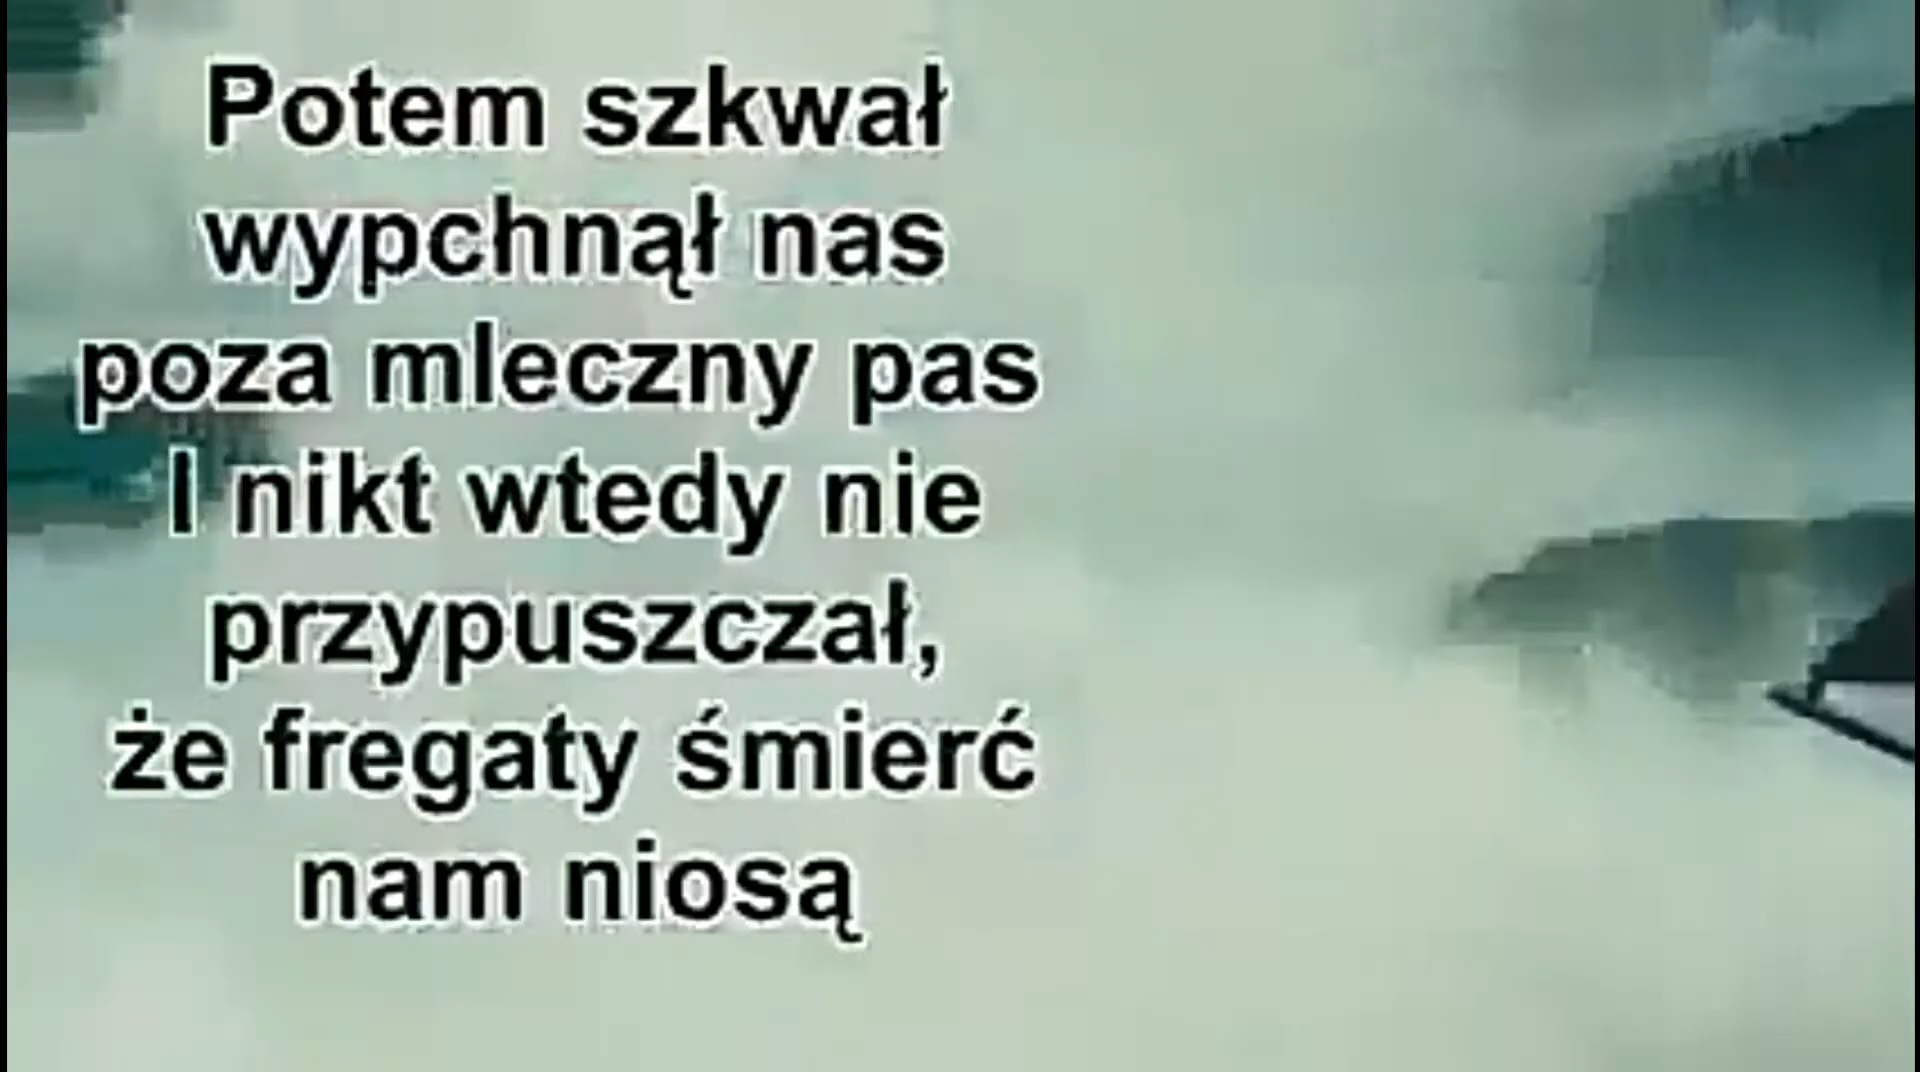 Potem szkwał
wypchnął nas
poza mleczny pas
I nikt wtedy nie
przypuszczał,
że fregaty śmierć
nam niosą